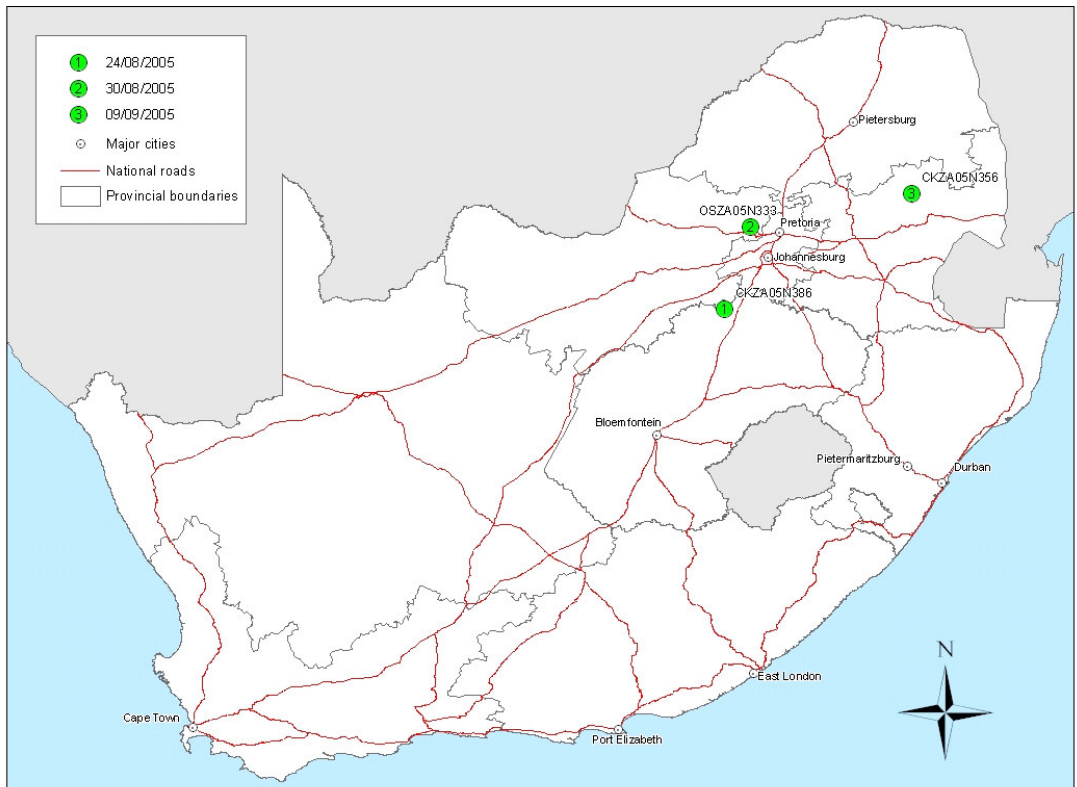 1 24/08/2005
2 30/08/2005
3 09/09/2005
Major cities
National roads
Provincial boundaries
Pietersburg
CKZA05N356
3
OSZA05N333
2
Pretoria
Johannesburg
CKZA05N386
1
Bloemfontein
Pietermaritzburg
Durban
N
East London
Cape Town
Port Elizabeth